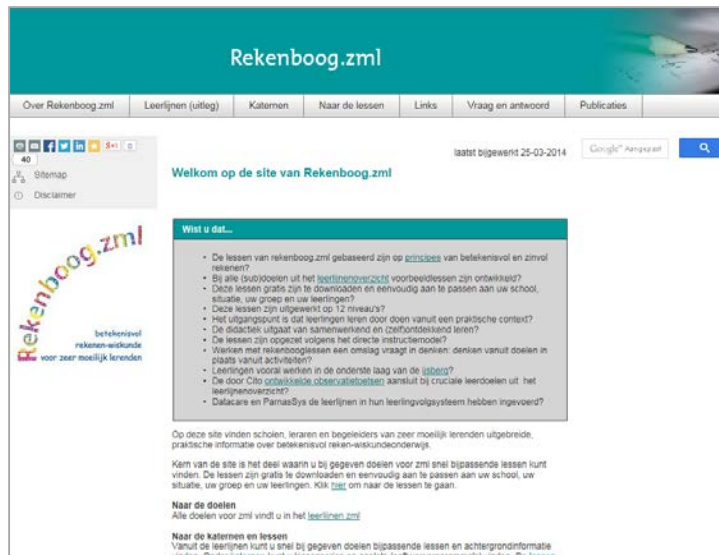 Rekenboog.zml
Over Rekenboog.zml Leerlijnen (uitleg) Katernen Naar de lessen Links Vraag en antwoord Publicaties
40
Sitemap
Disclaimer
laatst bijgewerkt 25-03-2014
Google™ Aangepast
Welkom op de site van Rekenboog.zml
Rekenboog.zml
betekenisvol
rekenen-wiskunde
voor zeer moeilijk lerenden
Wist u dat...
• De lessen van rekenboog.zml gebaseerd zijn op principes van betekenisvol en zinvol
rekenen?
• Bij alle (sub)doelen uit het leerlijnenoverzicht voorbeeldlessen zijn ontwikkeld?
• Deze lessen gratis zijn te downloaden en eenvoudig aan te passen aan uw school,
situatie, uw groep en uw leerlingen?
• Deze lessen zijn uitgewerkt op 12 niveau's?
• Het uitgangspunt is dat leerlingen leren door doen vanuit een praktische context?
• De didactiek uitgaat van samenwerkend en (zelf)ontdekkend leren?
• De lessen zijn opgezet volgens het directe instructiemodel?
• Werken met rekenbooglessen een omslag vraagt in denken: denken vanuit doelen in
plaats vanuit activiteiten?
• Leerlingen vooral werken in de onderste laag van de ijsberg?
• De door Cito ontwikkelde observatietoetsen aansluit bij cruciale leerdoelen uit het
leerlijnenoverzicht?
• Datacare en ParnasSys de leerlijnen in hun leerlingvolgsysteem hebben ingevoerd?
Op deze site vinden scholen, leraren en begeleiders van zeer moeilijk lerenden uitgebreide,
praktische informatie over betekenisvol reken-wiskundeonderwijs.
Kern van de site is het deel waarin u bij gegeven doelen voor zml snel bijpassende lessen kunt
vinden. De lessen zijn gratis te downloaden en eenvoudig aan te passen aan uw school, uw
situatie, uw groep en uw leerlingen. Klik hier om naar de lessen te gaan.
Naar de doelen
Alle doelen voor zml vindt u in het leerlijnen zml
Naar de katernen en lessen
Vanuit de leerlijnen kunt u snel bij gegeven doelen bijpassende lessen en achtergrondinformatie